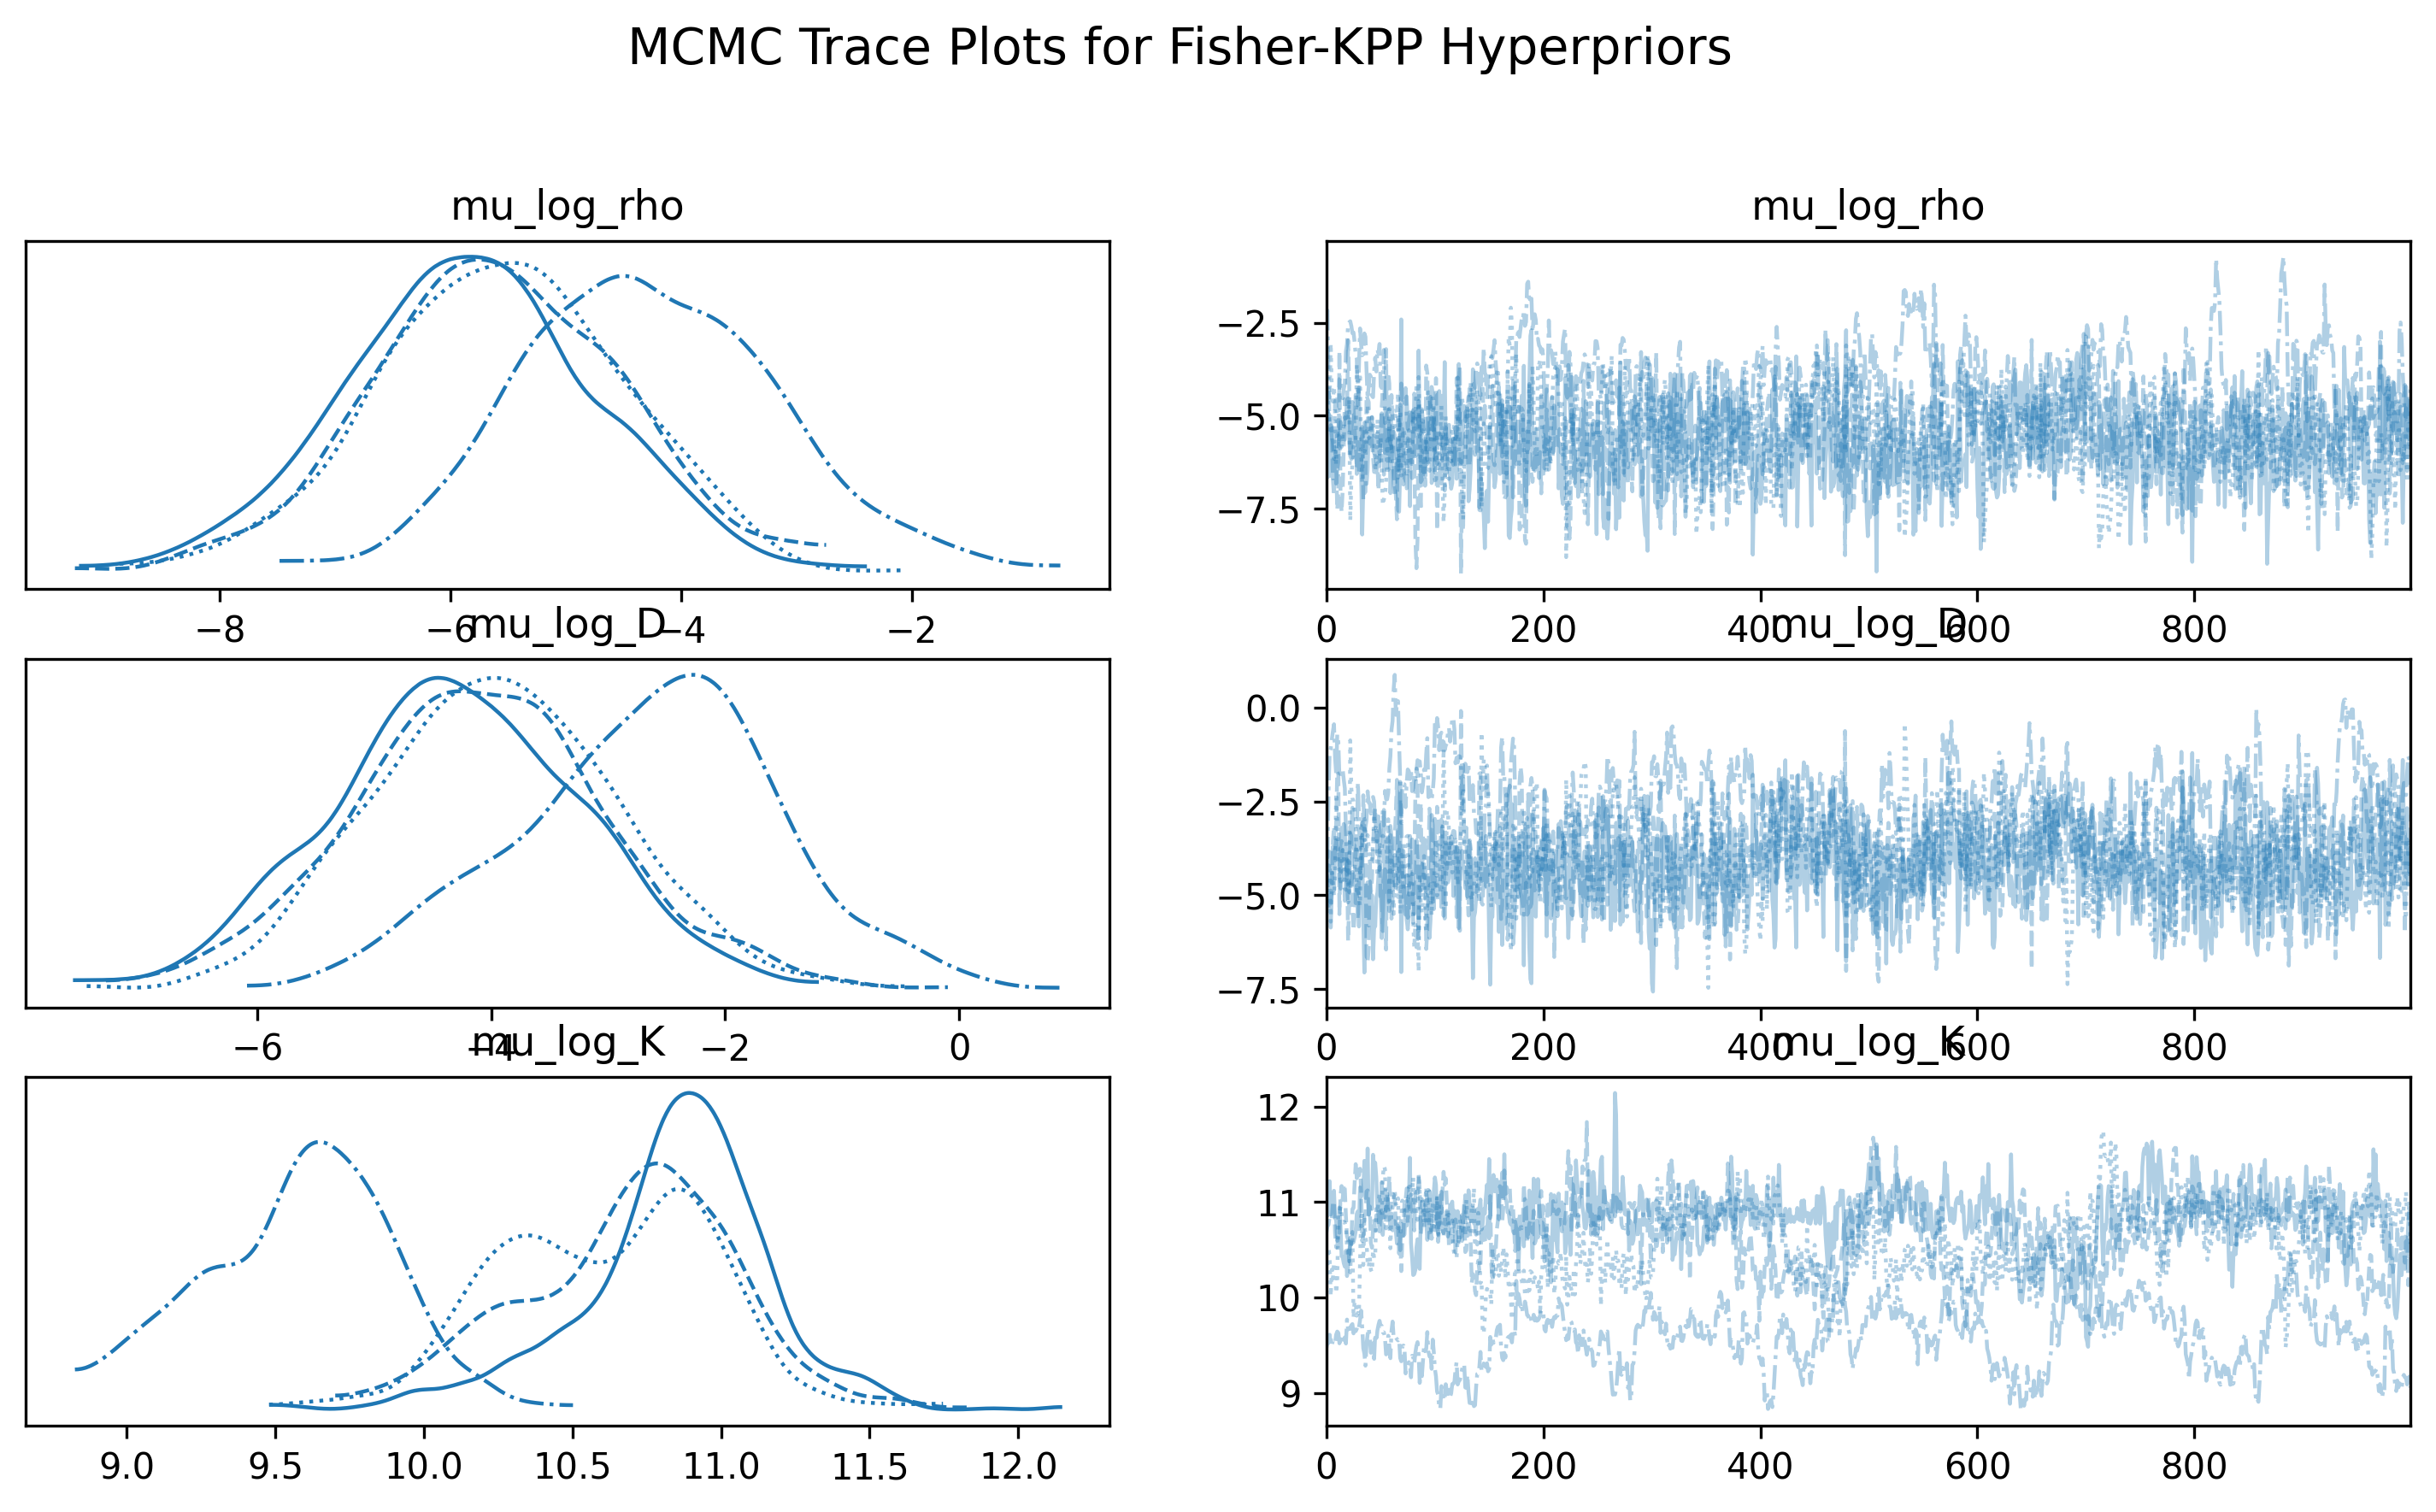 MCMC Trace Plots for Fisher-KPP Hyperpriors
mu_log_rho
mu_log_rho
−2.5
−5.0
−7.5
−8 −6 −4 −2
0 200 400 600 800
mu_log_D
mu_log_D
0.0
−2.5
−5.0
−7.5
−6 −4 −2 0
0 200 400 600 800
mu_log_K
mu_log_K
12
11
10
9
9.0 9.5 10.0 10.5 11.0 11.5 12.0
0 200 400 600 800